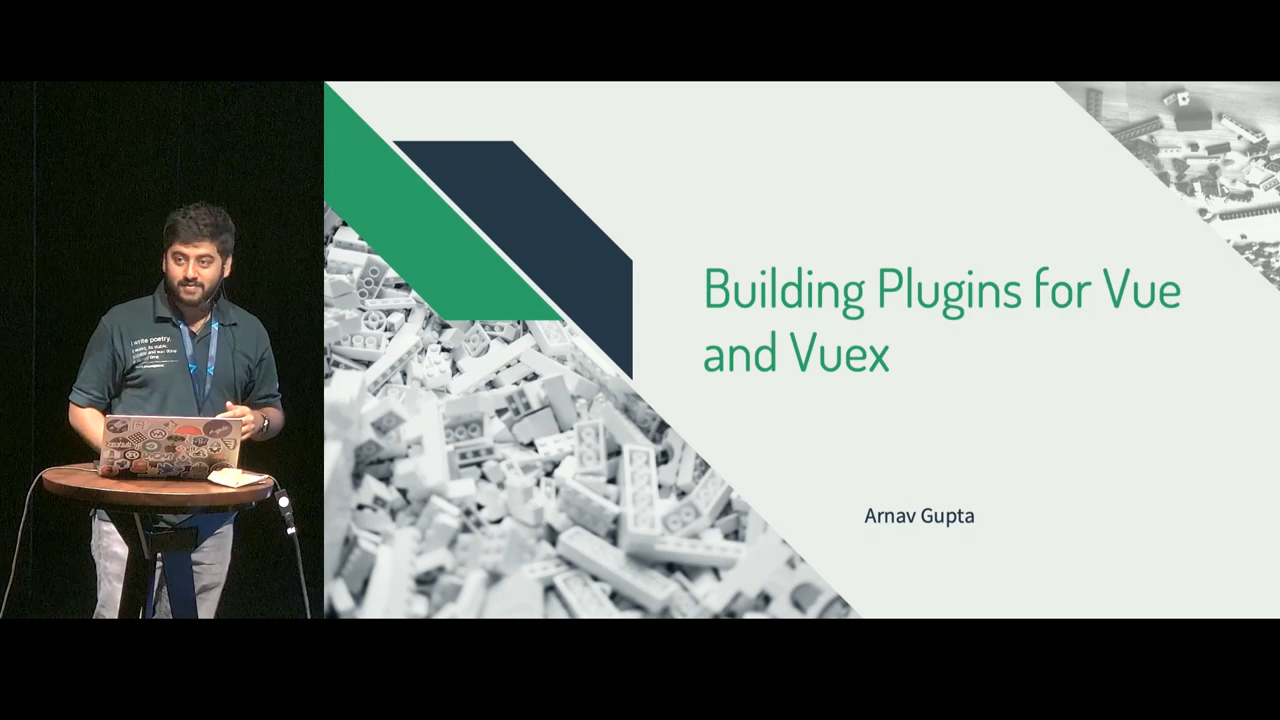 I write poetry.
Building Plugins for Vue
and Vuex
Arnav Gupta